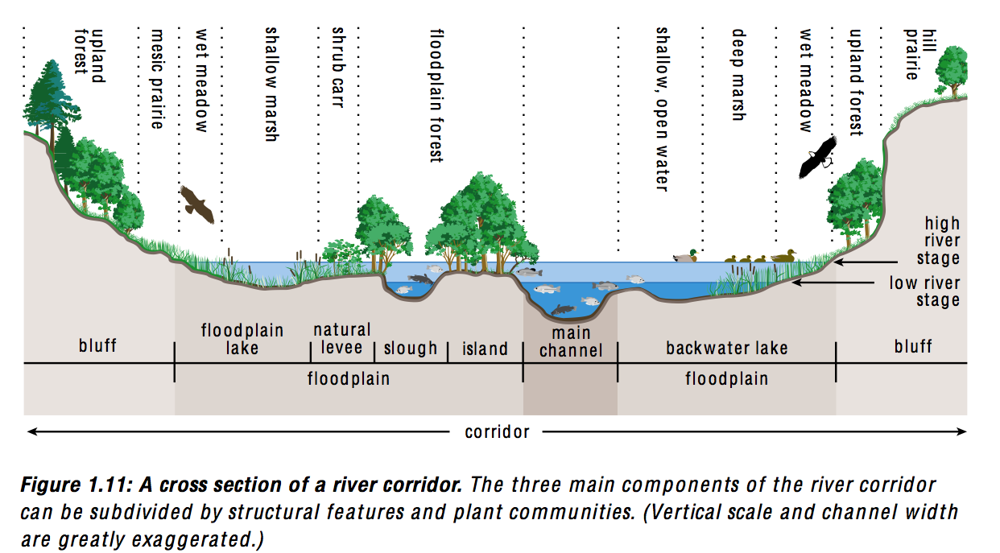 upland
forest
mesic prairie
wet meadow
shallow marsh
shrub carr
floodplain forest
shallow, open water
deep marsh
wet meadow
upland forest
hill
prairie
high
river
stage
low river
stage
bluff
floodplain
lake
natural
levee
slough
island
main
channel
backwater lake
bluff
floodplain
floodplain
corridor
Figure 1.11: A cross section of a river corridor. The three main components of the river corridor
can be subdivided by structural features and plant communities. (Vertical scale and channel width
are greatly exaggerated.)